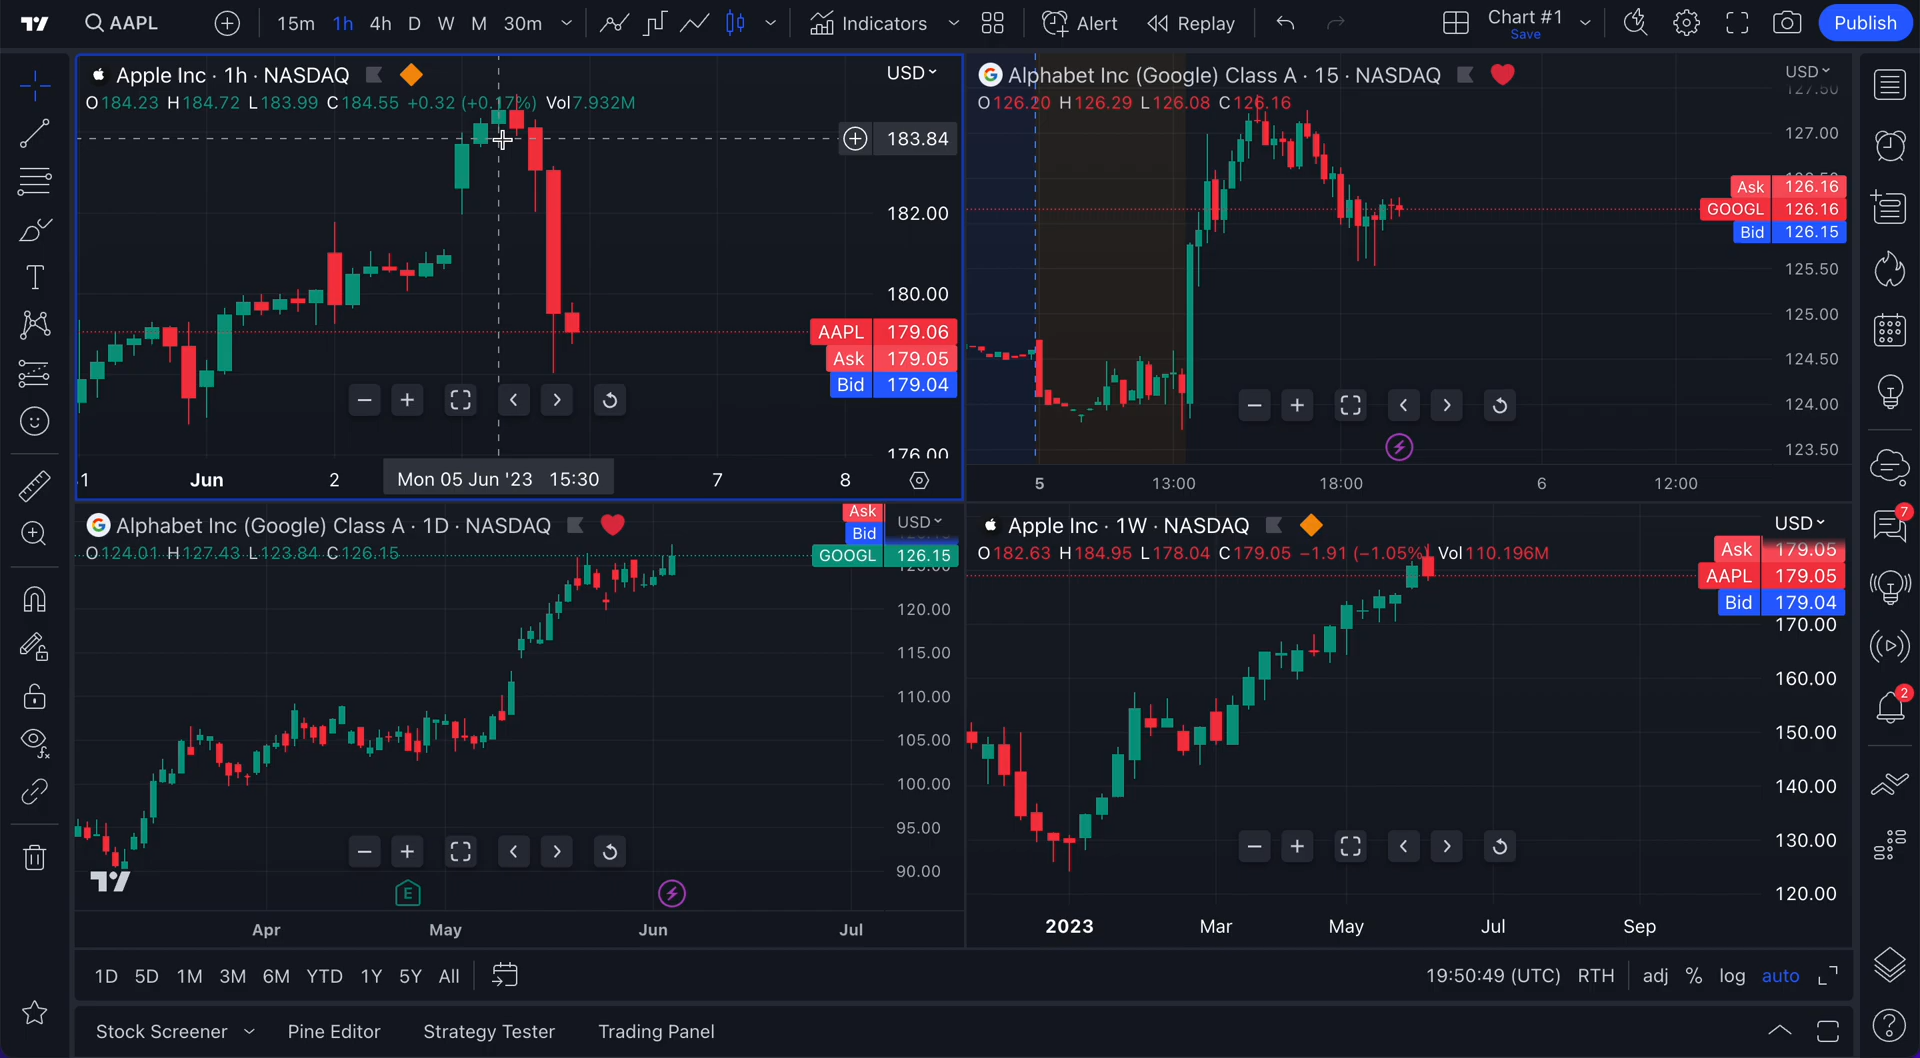 AAPL 15m 1h 4h D W M 30m Indicators Alert Replay Chart #1 Save Publish
Apple Inc · 1h · NASDAQ USD
O184.23 H184.72 L183.99 C184.55 +0.32 (+0.17%) Vol7.932M
183.84
182.00
180.00
AAPL 179.06
Ask 179.05
Bid 179.04
176.00
1 Jun 2 Mon 05 Jun '23 15:30 7 8
Alphabet Inc (Google) Class A · 15 · NASDAQ USD
O126.20 H126.29 L126.08 C126.16
127.50
127.00
Ask 126.16
GOOGL 126.16
Bid 126.15
125.50
125.00
124.50
124.00
123.50
5 13:00 18:00 6 12:00
Alphabet Inc (Google) Class A · 1D · NASDAQ USD
O124.01 H127.43 L123.84 C126.15
Ask
Bid
GOOGL 126.15
125.00
120.00
115.00
110.00
105.00
100.00
95.00
90.00
E
Apr May Jun Jul
Apple Inc · 1W · NASDAQ USD
O182.63 H184.95 L178.04 C179.05 −1.91 (−1.05%) Vol110.196M
Ask 179.05
AAPL 179.05
Bid 179.04
170.00
160.00
150.00
140.00
130.00
120.00
2023 Mar May Jul Sep
7
2
1D 5D 1M 3M 6M YTD 1Y 5Y All 19:50:49 (UTC) RTH adj % log auto
Stock Screener Pine Editor Strategy Tester Trading Panel